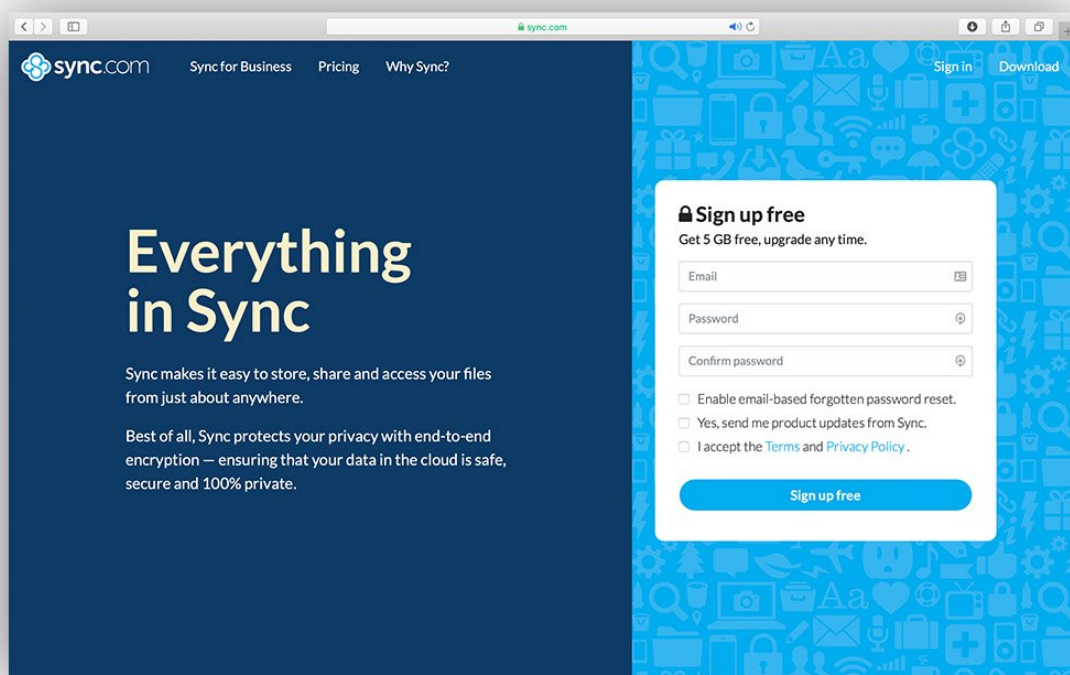 sync.com
sync.com
Sync for Business
Pricing
Why Sync?
Sign in
Download
Everything
in Sync
Sync makes it easy to store, share and access your files
from just about anywhere.
Best of all, Sync protects your privacy with end-to-end
encryption — ensuring that your data in the cloud is safe,
secure and 100% private.
Sign up free
Get 5 GB free, upgrade any time.
Email
Password
Confirm password
Enable email-based forgotten password reset.
Yes, send me product updates from Sync.
I accept the Terms and Privacy Policy .
Sign up free
Aa
Aa